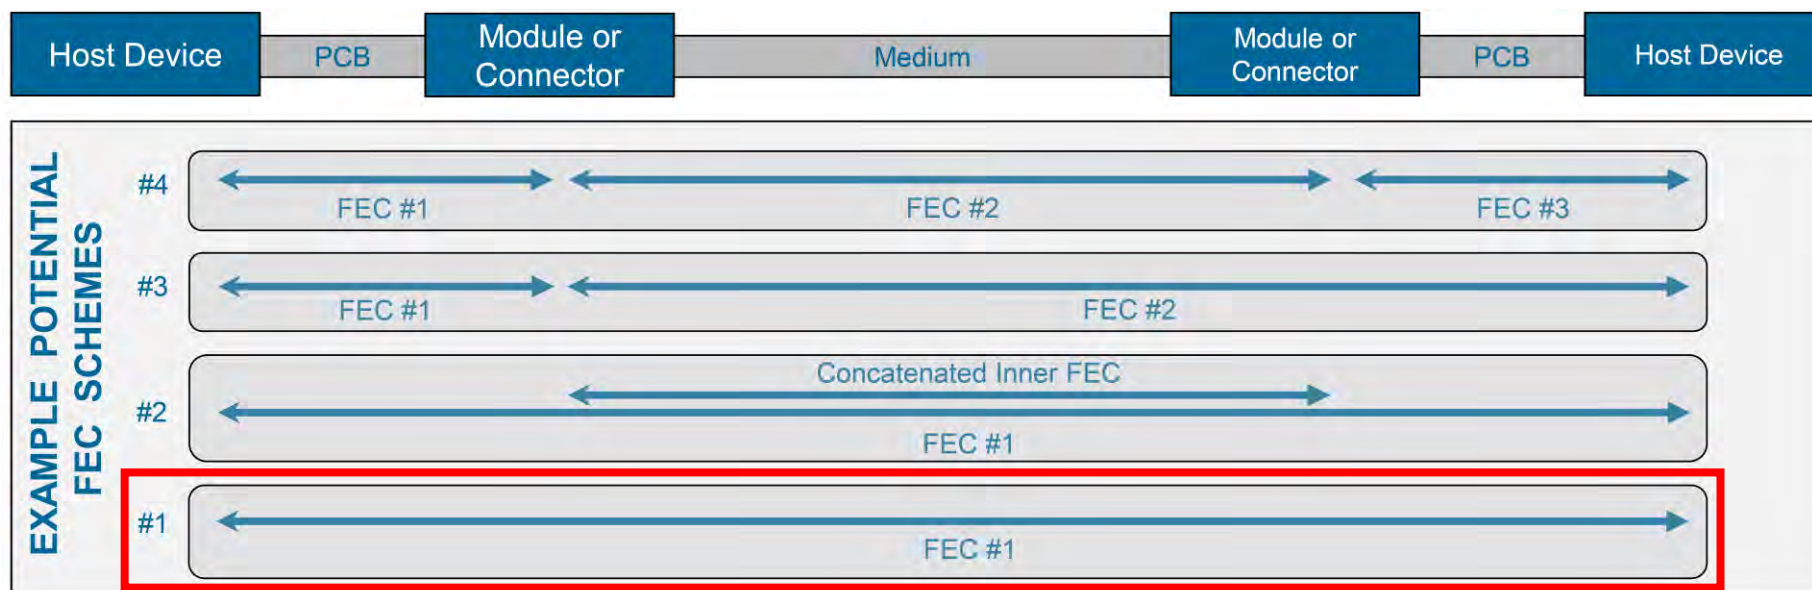 Host Device
PCB
Module or
Connector
Medium
Module or
Connector
PCB
Host Device
EXAMPLE POTENTIAL
FEC SCHEMES
#4
FEC #1
FEC #2
FEC #3
#3
FEC #1
FEC #2
#2
Concatenated Inner FEC
FEC #1
#1
FEC #1